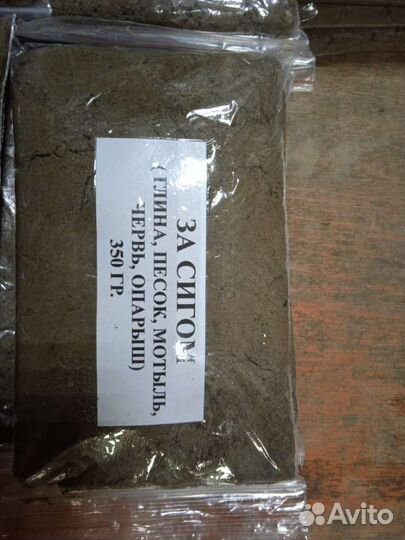 ЗА СИГОМ
( ГЛИНА, ПЕСОК, МОТЫЛЬ,
ЧЕРВЬ, ОПАРЫШ)
350 ГР.
Avito